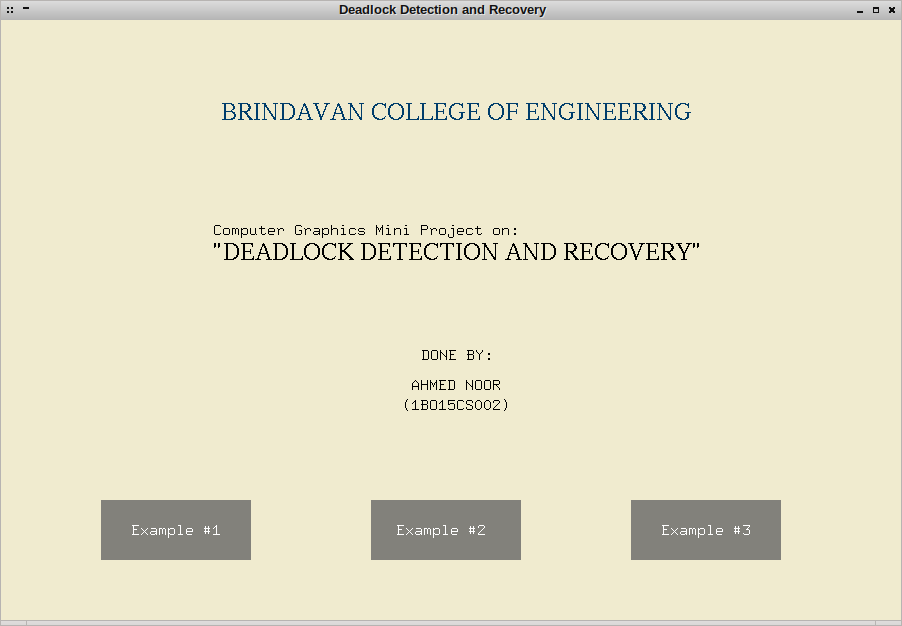 Deadlock Detection and Recovery
BRINDAVAN COLLEGE OF ENGINEERING
Computer Graphics Mini Project on:
"DEADLOCK DETECTION AND RECOVERY"
DONE BY:
AHMED NOOR
(1BO15CS002)
Example #1
Example #2
Example #3